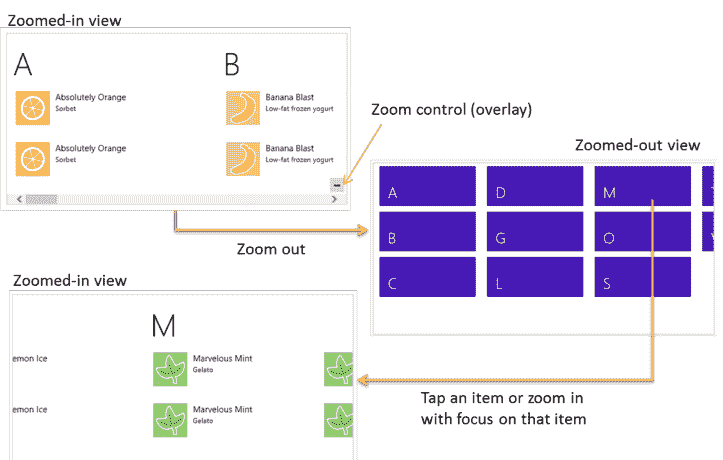 Zoomed-in view
A
B
Absolutely Orange
Sorbet
Banana Blast
Low-fat frozen yogurt
Absolutely Orange
Sorbet
Banana Blast
Low-fat frozen yogurt
Zoom control (overlay)
Zoomed-out view
A
D
M
B
G
O
C
L
S
Zoom out
Zoomed-in view
M
emon Ice
Marvelous Mint
Gelato
emon Ice
Marvelous Mint
Gelato
Tap an item or zoom in
with focus on that item